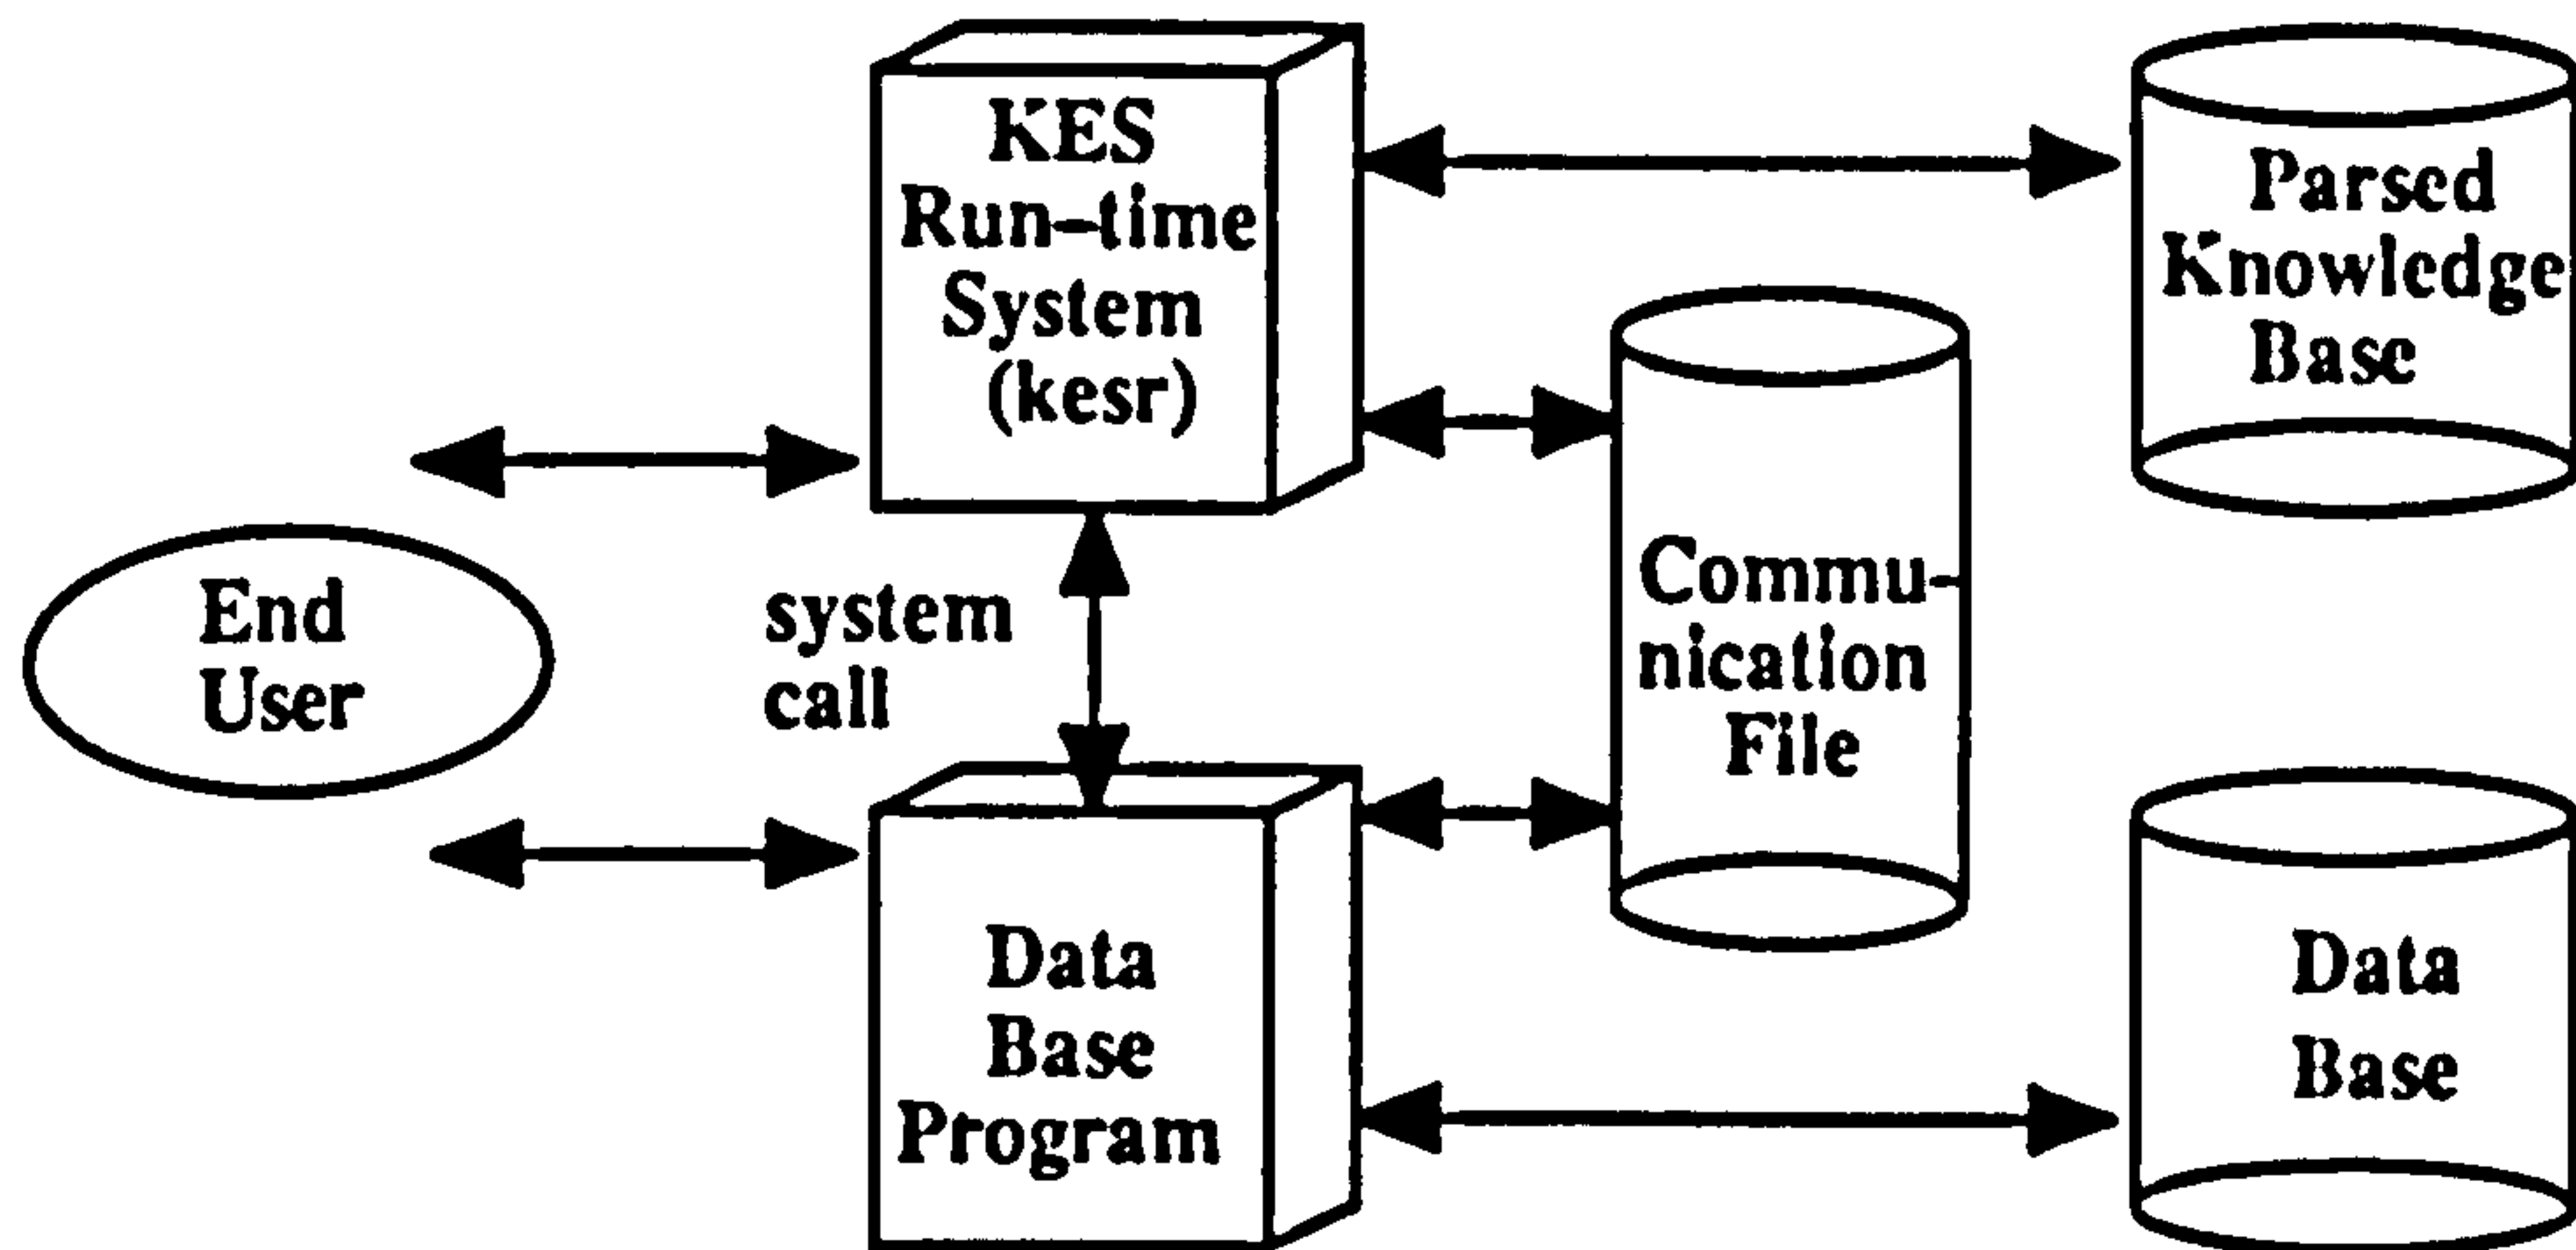 KES
Run-time
System
(kesr)
Parsed
Knowledge
Base
Commu-
nication
File
End
User
system
call
Data
Base
Program
Data
Base